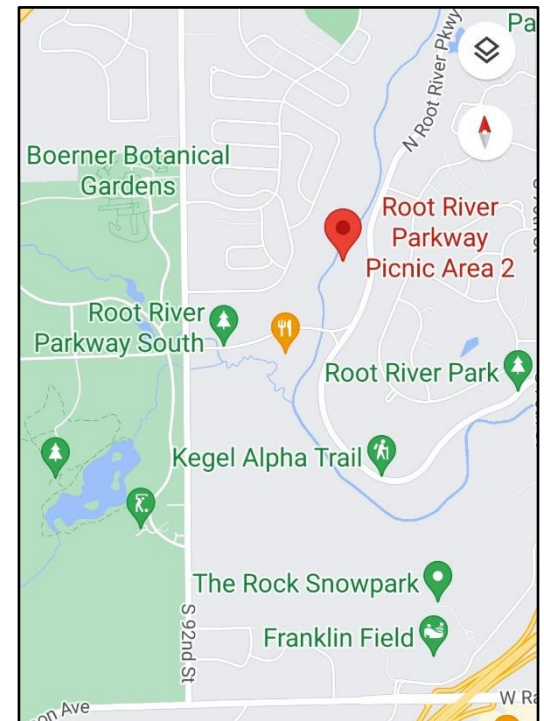 Pa
N Root River Pkwy
Boerner Botanical
Gardens
Root River
Parkway
Picnic Area 2
Root River
Parkway South
Root River Park
Kegel Alpha Trail
The Rock Snowpark
S 92nd St
Franklin Field
on Ave
W Ra